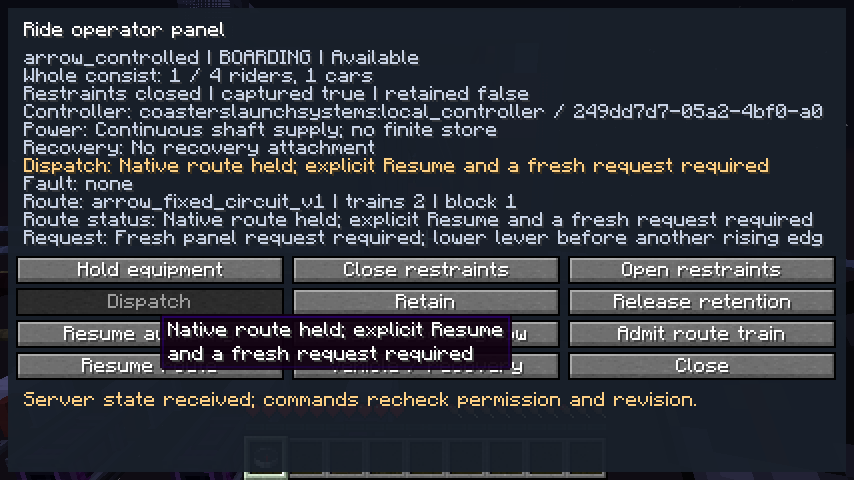 Ride operator panel
arrow_controlled | BOARDING | Available
Whole consist: 1 / 4 riders, 1 cars
Restraints closed | captured true | retained false
Controller: coasterslaunchsystems:local_controller / 249dd7d7-05a2-4bf0-a0
Power: Continuous shaft supply; no finite store
Recovery: No recovery attachment
Dispatch: Native route held; explicit Resume and a fresh request required
Fault: none
Route: arrow_fixed_circuit_v1 | trains 2 | block 1
Route status: Native route held; explicit Resume and a fresh request required
Request: Fresh panel request required; lower lever before another rising edg
Hold equipment Close restraints Open restraints
Dispatch Retain Release retention
Resume Admit route train
Native route held; explicit Resume
and a fresh request required
Resume Close
Server state received; commands recheck permission and revision.